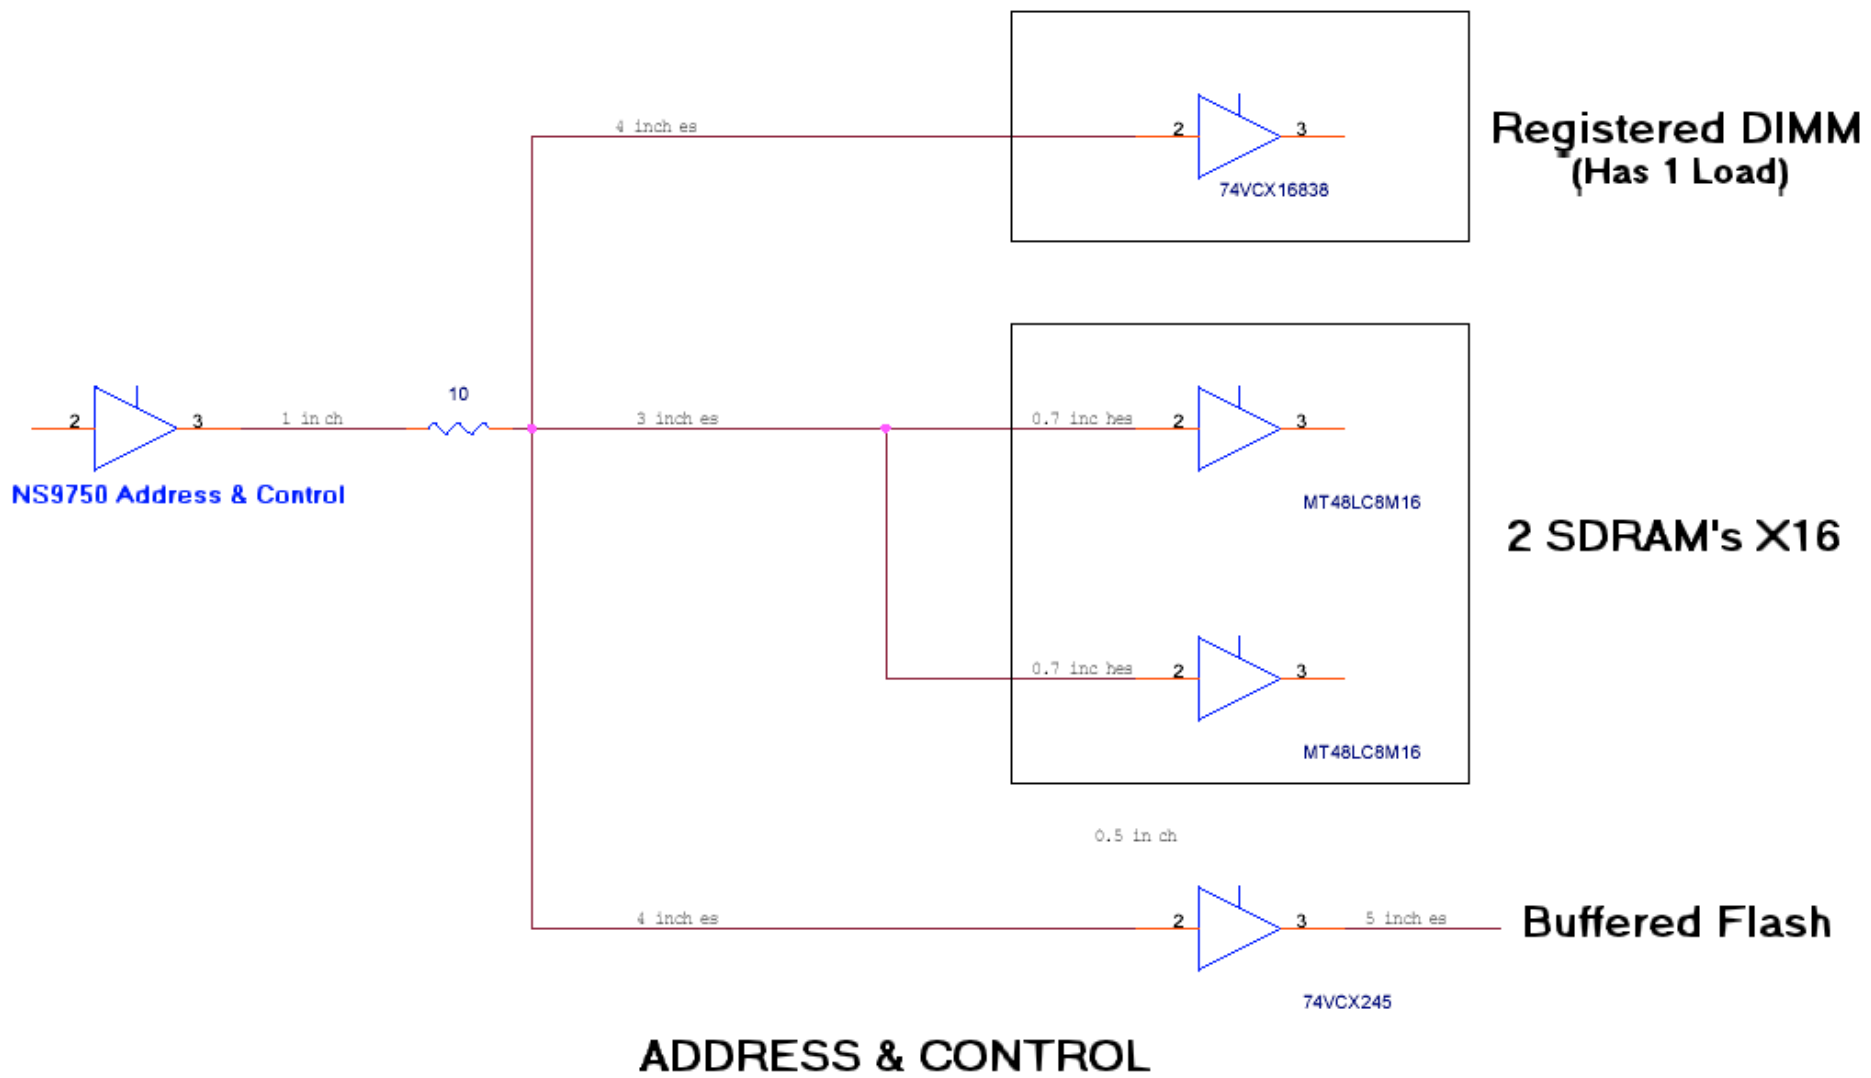 4 inch es
2
3
74VCX16838
Registered DIMM
(Has 1 Load)
2
3
1 in ch
10
3 inch es
0.7 inc hes
2
3
NS9750 Address & Control
MT48LC8M16
2 SDRAM's X16
0.7 inc hes
2
3
MT48LC8M16
0.5 in ch
4 inch es
2
3
5 inch es
Buffered Flash
74VCX245
ADDRESS & CONTROL